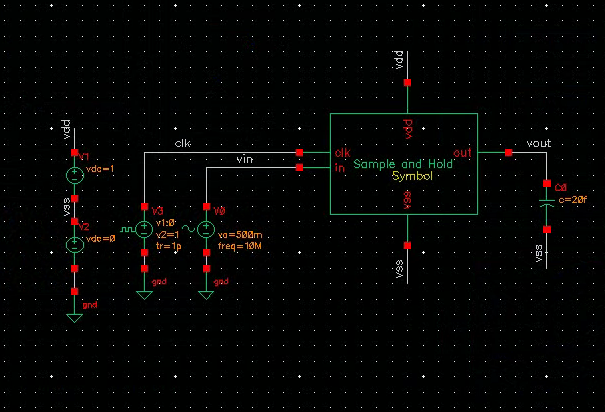 vdd
V1
vdc=1
vss
V2
vdc=0
gnd
clk
vin
V3
v1:0
v2=:1
tr=1p
gnd
V0
va=500m
freq=10M
gnd
vdd
vdd
clk
in
out
Sample and Hold
Symbol
vss
vss
vout
C0
c=20f
vss